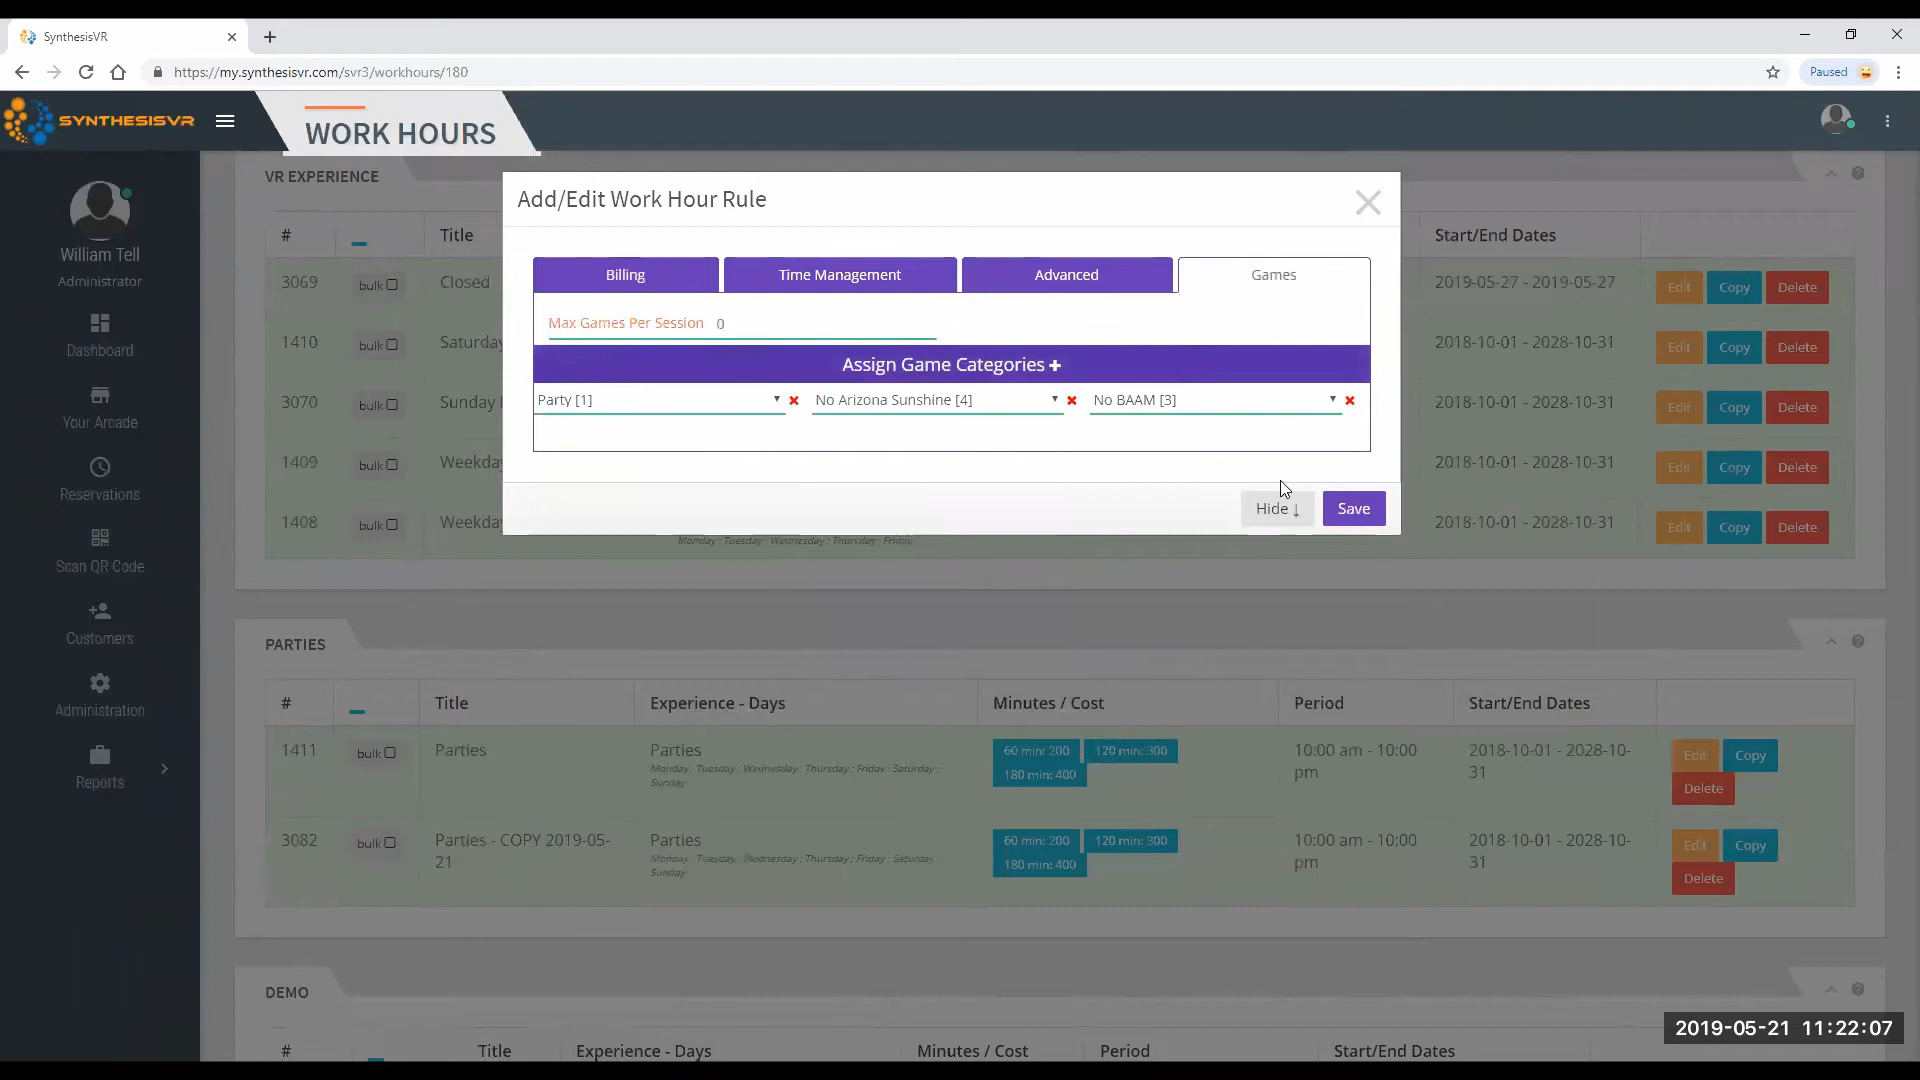 SynthesisVR
https://my.synthesisvr.com/svr3/workhours/180
Paused
SYNTHESISVR
WORK HOURS
William Tell
Administrator
Dashboard
Your Arcade
Reservations
Scan QR Code
Customers
Administration
Reports
VR EXPERIENCE
# Title Start/End Dates
3069 bulk Closed 2019-05-27 - 2019-05-27 Edit Copy Delete
1410 bulk Saturday 2018-10-01 - 2028-10-31 Edit Copy Delete
3070 bulk Sunday 2018-10-01 - 2028-10-31 Edit Copy Delete
1409 bulk Weekda 2018-10-01 - 2028-10-31 Edit Copy Delete
1408 bulk Weekda 2018-10-01 - 2028-10-31 Edit Copy Delete
Monday ; Tuesday ; Wednesday ; Thursday ; Friday
Add/Edit Work Hour Rule
Billing Time Management Advanced Games
Max Games Per Session 0
Assign Game Categories +
Party [1] No Arizona Sunshine [4] No BAAM [3]
Hide ↓ Save
PARTIES
# Title Experience - Days Minutes / Cost Period Start/End Dates
1411 bulk Parties Parties 60 min: 200 120 min: 300 10:00 am - 10:00 2018-10-01 - 2028-10- Edit Copy
Monday ; Tuesday ; Wednesday ; Thursday ; Friday ; Saturday ; 180 min: 400 pm 31
Sunday Delete
3082 bulk Parties - COPY 2019-05- Parties 60 min: 200 120 min: 300 10:00 am - 10:00 2018-10-01 - 2028-10- Edit Copy
21 Monday ; Tuesday ; Wednesday ; Thursday ; Friday ; Saturday ; 180 min: 400 pm 31
Sunday Delete
DEMO
# Title Experience - Days Minutes / Cost Period Start/End Dates
2019-05-21 11:22:07